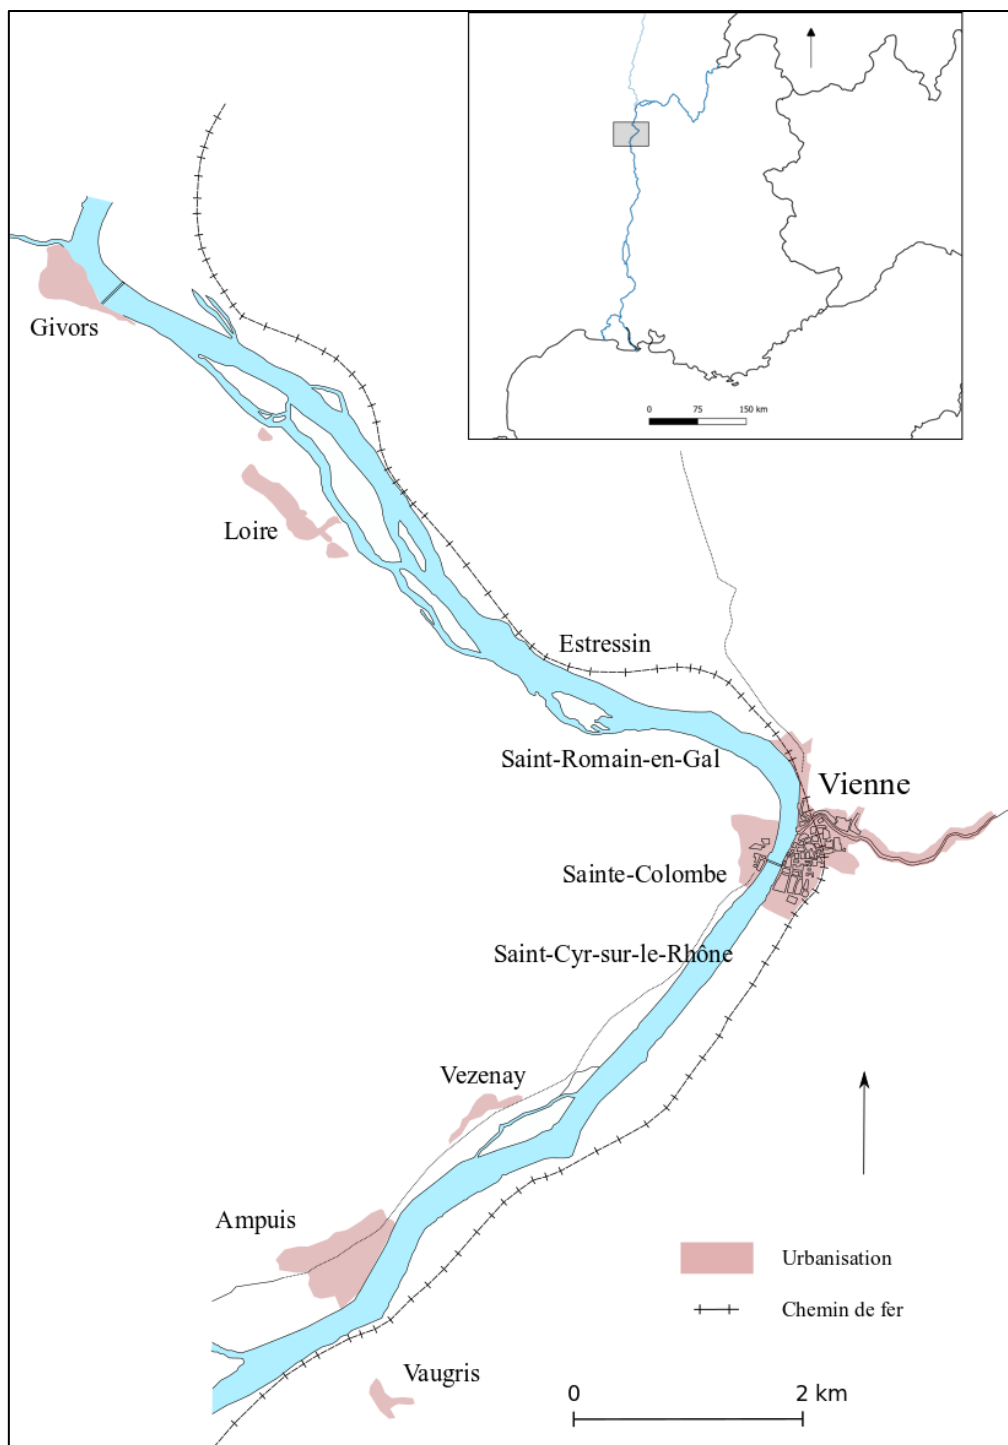 0 75 150 km
Givors
Loire
Estressin
Saint-Romain-en-Gal
Vienne
Sainte-Colombe
Saint-Cyr-sur-le-Rhône
Vezenay
Ampuis
Urbanisation
Chemin de fer
Vaugris
0 2 km